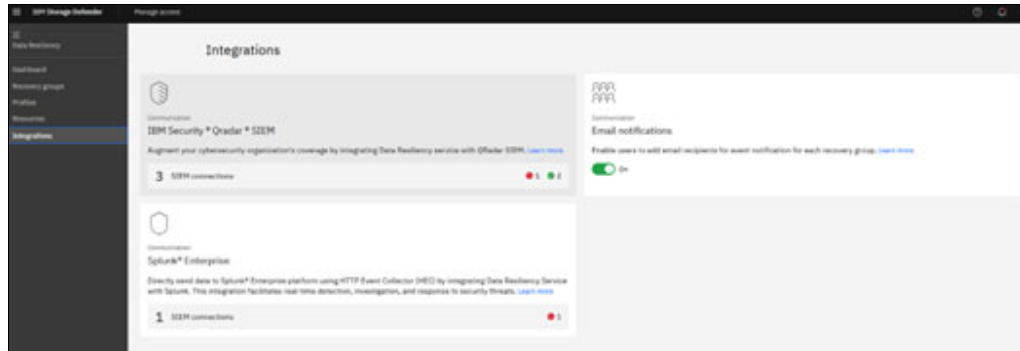 IBM Storage Defender
Manage access
Data Resiliency
Dashboard
Recovery groups
Profiles
Resources
Integrations
Integrations
Communication
IBM Security ® Qradar ® SIEM
Augment your cybersecurity organization's coverage by integrating Data Resiliency service with QRadar SIEM. Learn more
3 SIEM connections
1 2
Communication
Email notifications
Enable users to add email recipients for event notification for each recovery group. Learn more
On
Communication
Splunk® Enterprise
Directly send data to Splunk® Enterprise platform using HTTP Event Collector (HEC) by integrating Data Resiliency Service
with Splunk. This integration facilitates real-time detection, investigation, and response to security threats. Learn more
1 SIEM connections
1